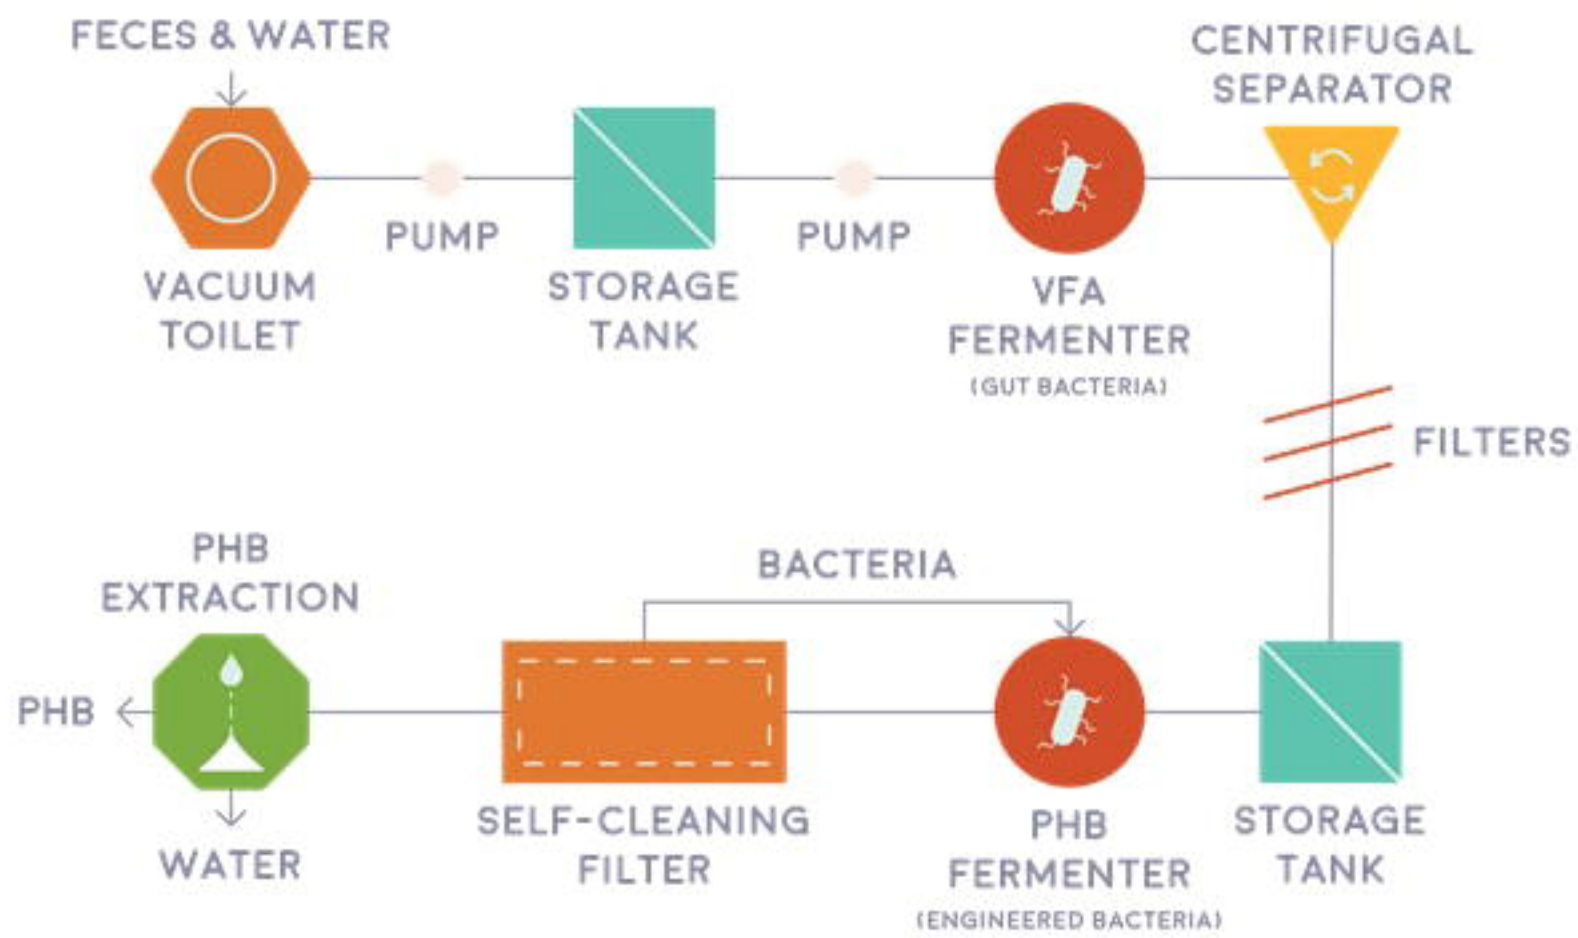 FECES & WATER
CENTRIFUGAL
SEPARATOR
PUMP
PUMP
VACUUM
TOILET
STORAGE
TANK
VFA
FERMENTER
(GUT BACTERIA)
FILTERS
PHB
EXTRACTION
BACTERIA
PHB
WATER
SELF-CLEANING
FILTER
PHB
FERMENTER
(ENGINEERED BACTERIA)
STORAGE
TANK